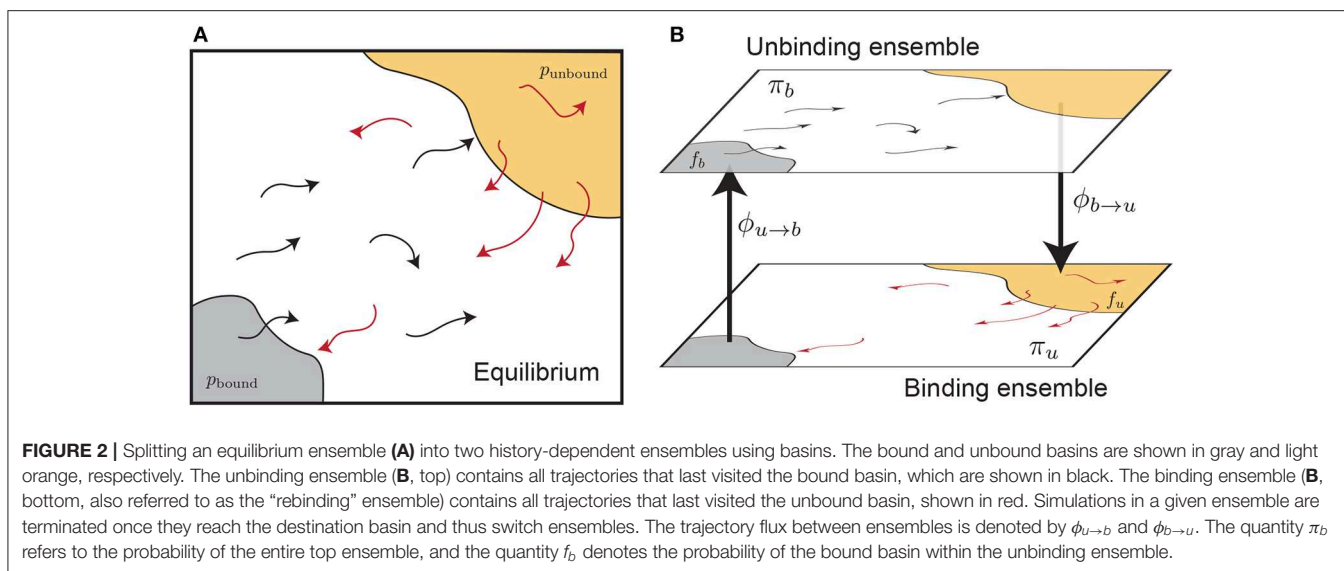 A
p_unbound
p_bound
Equilibrium
B
Unbinding ensemble
π_b
f_b
ϕ_{u→b}
ϕ_{b→u}
f_u
π_u
Binding ensemble
FIGURE 2 | Splitting an equilibrium ensemble (A) into two history-dependent ensembles using basins. The bound and unbound basins are shown in gray and light
orange, respectively. The unbinding ensemble (B, top) contains all trajectories that last visited the bound basin, which are shown in black. The binding ensemble (B,
bottom, also referred to as the “rebinding” ensemble) contains all trajectories that last visited the unbound basin, shown in red. Simulations in a given ensemble are
terminated once they reach the destination basin and thus switch ensembles. The trajectory flux between ensembles is denoted by ϕ_{u→b} and ϕ_{b→u}. The quantity π_b
refers to the probability of the entire top ensemble, and the quantity f_b denotes the probability of the bound basin within the unbinding ensemble.